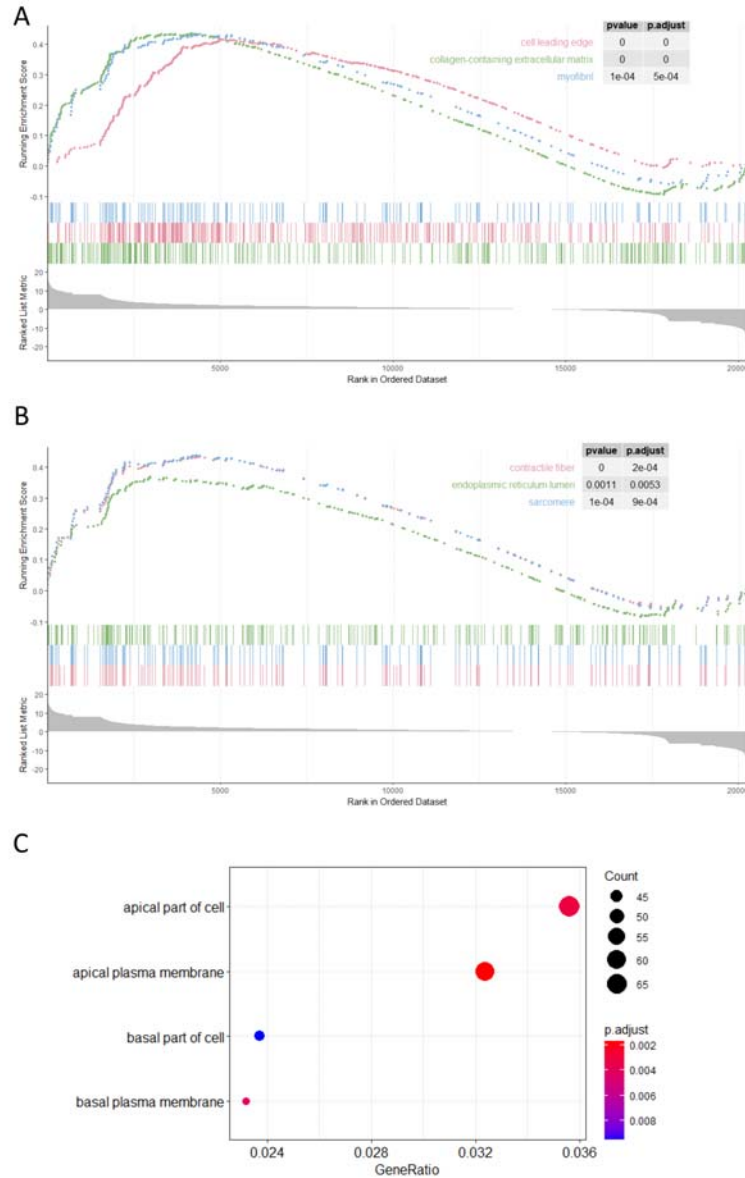 A
pvalue p.adjust
cell leading edge 0 0
collagen-containing extracellular matrix 0 0
myofibril 1e-04 5e-04
Running Enrichment Score
0.4
0.3
0.2
0.1
0.0
-0.1
Ranked List Metric
20
10
0
-10
-20
5000 10000 15000 20000
Rank in Ordered Dataset
B
pvalue p.adjust
contractile fiber 0 2e-04
endoplasmic reticulum lumen 0.0011 0.0053
sarcomere 1e-04 9e-04
Running Enrichment Score
0.4
0.3
0.2
0.1
0.0
-0.1
Ranked List Metric
20
10
0
-10
-20
5000 10000 15000 20000
Rank in Ordered Dataset
C
apical part of cell
apical plasma membrane
basal part of cell
basal plasma membrane
0.024 0.028 0.032 0.036
GeneRatio
Count
45
50
55
60
65
p.adjust
0.002
0.004
0.006
0.008